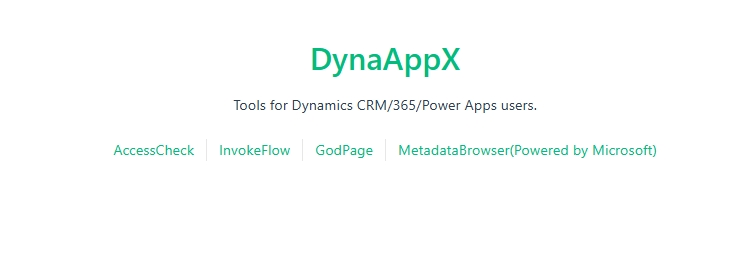 DynaAppX
Tools for Dynamics CRM/365/Power Apps users.
AccessCheck InvokeFlow GodPage MetadataBrowser(Powered by Microsoft)